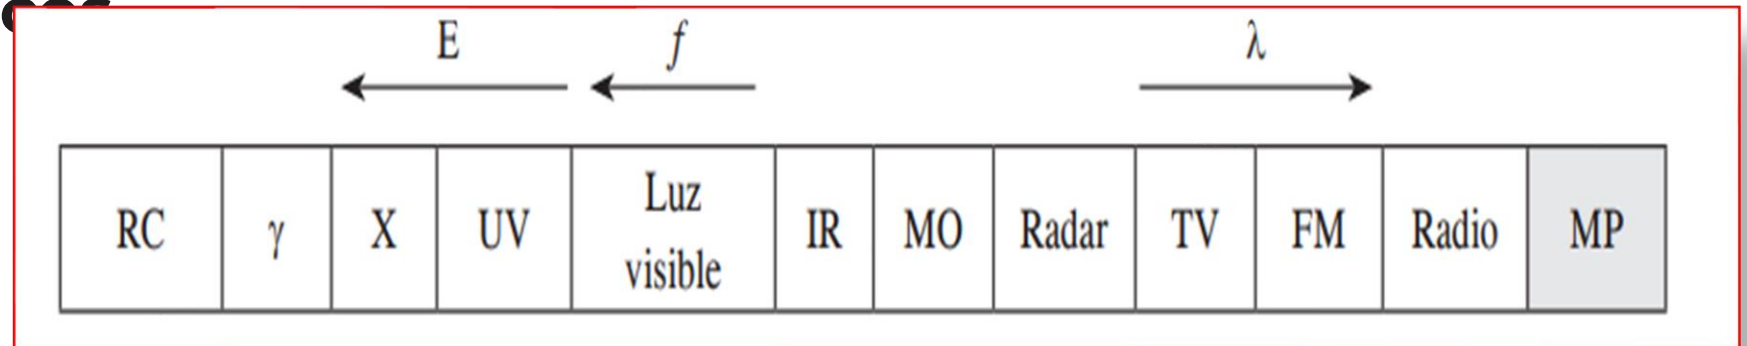 E f λ
RC γ X UV Luz visible IR MO Radar TV FM Radio MP